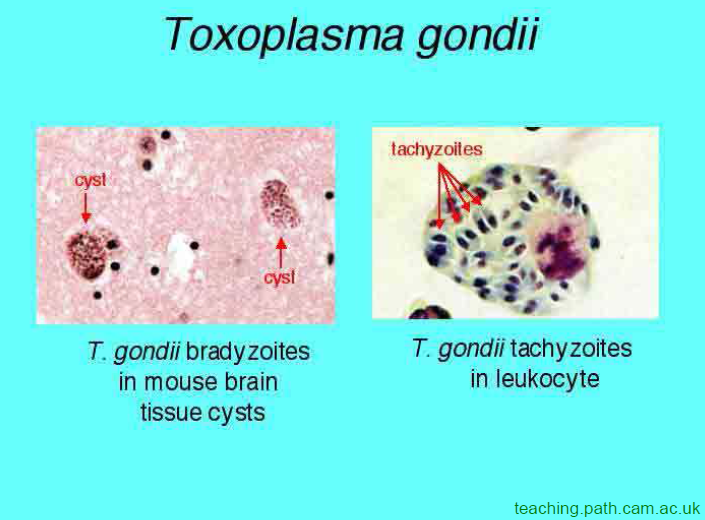 Toxoplasma gondii
cyst
cyst
T. gondii bradyzoites
in mouse brain
tissue cysts
tachyzoites
T. gondii tachyzoites
in leukocyte
teaching.path.cam.ac.uk